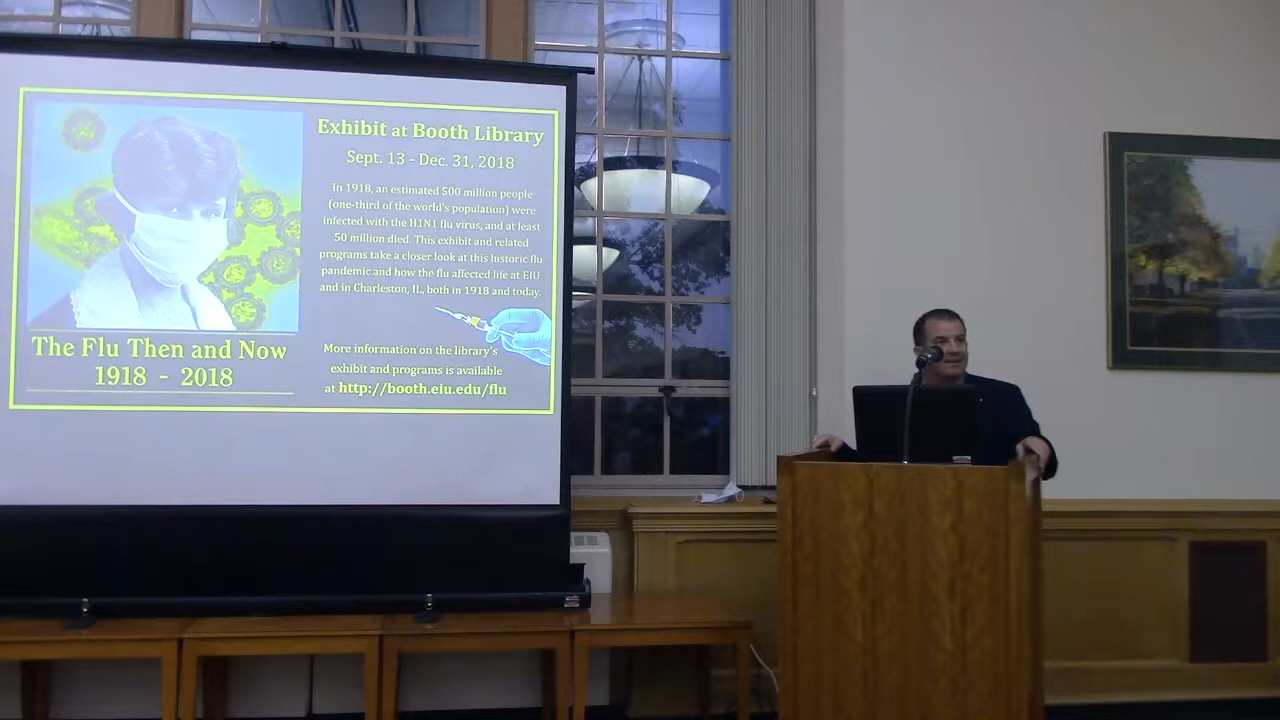 Exhibit at Booth Library
Sept. 13 - Dec. 31, 2018
In 1918, an estimated 500 million people
(one-third of the world's population) were
infected with the H1N1 flu virus, and at least
50 million died. This exhibit and related
programs take a closer look at this historic flu
pandemic and how the flu affected life at EIU
and in Charleston, IL, both in 1918 and today.
The Flu Then and Now
1918 - 2018
More information on the library's
exhibit and programs is available
at http://booth.eiu.edu/flu